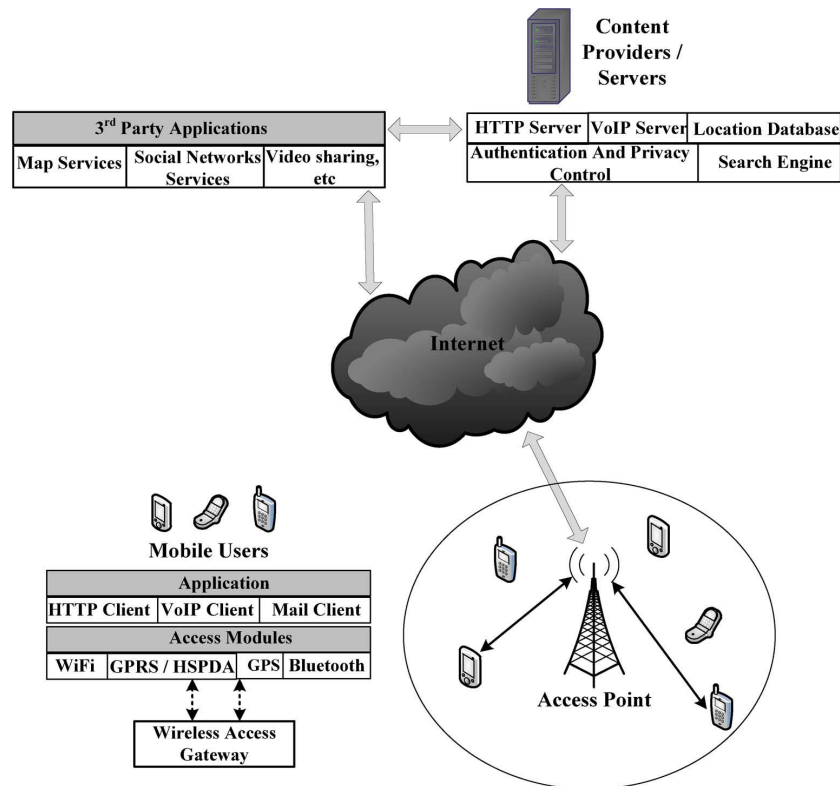 Content
Providers /
Servers
3rd Party Applications
Map Services
Social Networks
Services
Video sharing,
etc
HTTP Server
VoIP Server
Location Database
Authentication And Privacy
Control
Search Engine
Internet
Mobile Users
Application
HTTP Client
VoIP Client
Mail Client
Access Modules
WiFi
GPRS / HSPDA
GPS
Bluetooth
Wireless Access
Gateway
Access Point